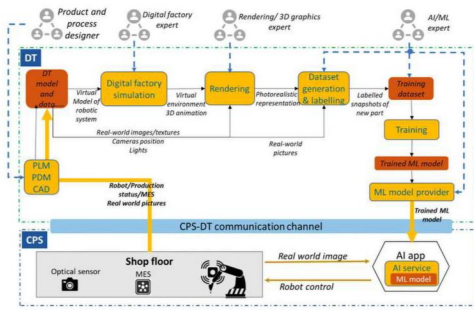 Product and
process
designer
Digital factory
expert
Rendering/ 3D graphics
expert
AI/ML
expert
DT
DT
model
and
data
Virtual
Model of
robotic
system
Digital factory
simulation
Virtual
environment
3D animation
Rendering
Photorealistic
representation
Dataset
generation
& labelling
Labelled
snapshots of
new part
Training
dataset
Real-world images/textures
Cameras position
Lights
Real-world
pictures
Training
Trained ML model
PLM
PDM
CAD
Robot/Production
status/MES
Real world pictures
ML model provider
Trained ML
model
CPS-DT communication channel
CPS
Shop floor
Optical sensor
MES
Real world image
Robot control
AI app
AI service
ML model